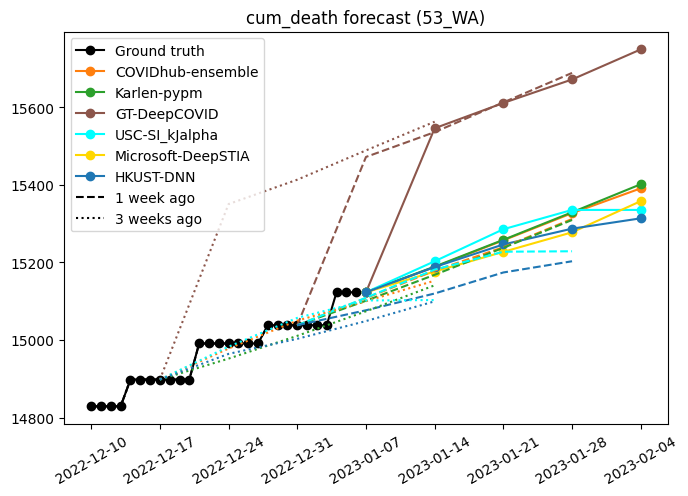 cum_death forecast (53_WA)
Ground truth
COVIDhub-ensemble
Karlen-pypm
GT-DeepCOVID
USC-SI_kJalpha
Microsoft-DeepSTIA
HKUST-DNN
1 week ago
3 weeks ago
15600
15400
15200
15000
14800
2022-12-10
2022-12-17
2022-12-24
2022-12-31
2023-01-07
2023-01-14
2023-01-21
2023-01-28
2023-02-04